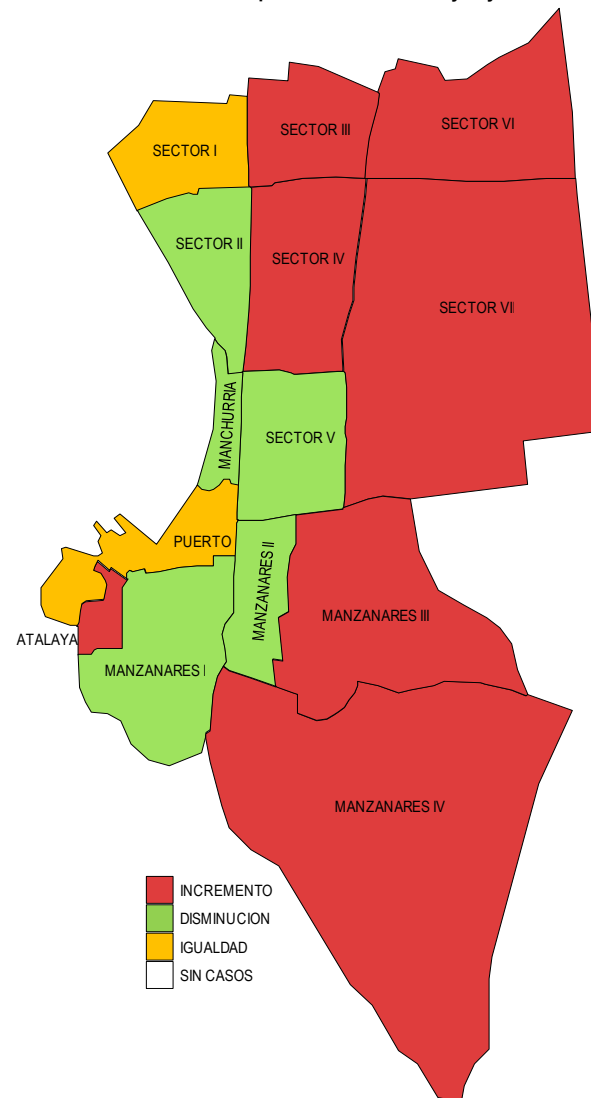 SECTOR VI
SECTOR III
SECTOR I
SECTOR II
SECTOR IV
SECTOR VII
MANCHURRIA
SECTOR V
PUERTO
MANZANARES II
MANZANARES III
ATALAYA
MANZANARES I
MANZANARES IV
INCREMENTO
DISMINUCION
IGUALDAD
SIN CASOS